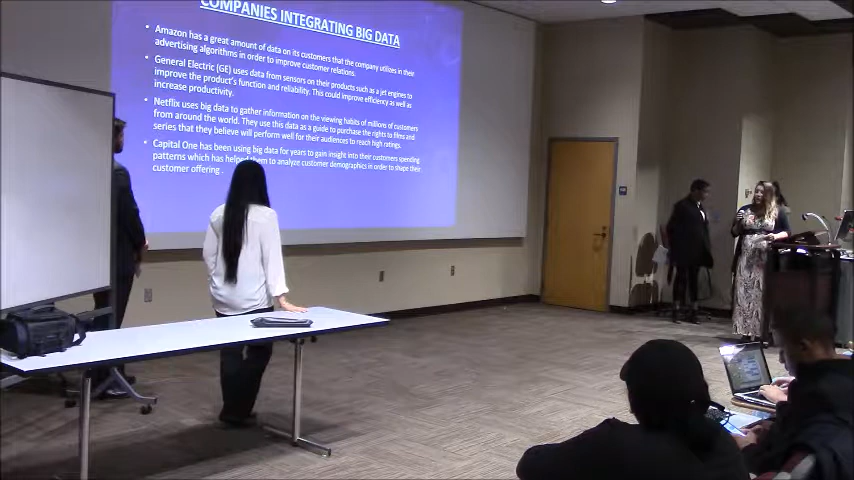 COMPANIES INTEGRATING BIG DATA
• Amazon has a great amount of data on its customers that the company utilizes in their
advertising algorithms in order to improve customer relations.
• General Electric (GE) uses data from sensors on their products such as a jet engines to
improve the product's function and reliability. This could improve efficiency as well as
increase productivity.
• Netflix uses big data to gather information on the viewing habits of millions of customers
from around the world. They use this data as a guide to purchase the rights to films and
series that they believe will perform well for their audiences to reach high ratings.
• Capital One has been using big data for years to gain insight into their customers spending
patterns which has helped them to analyze customer demographics in order to shape their
customer offering.